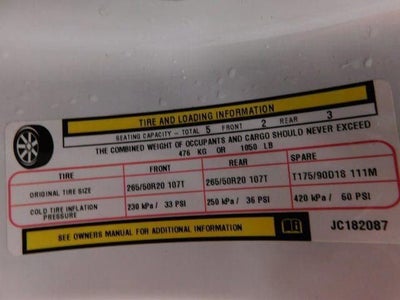 TIRE AND LOADING INFORMATION
SEATING CAPACITY - TOTAL 5 FRONT 2 REAR 3
THE COMBINED WEIGHT OF OCCUPANTS AND CARGO SHOULD NEVER EXCEED
476 KG OR 1050 LB
TIRE FRONT REAR SPARE
ORIGINAL TIRE SIZE 265/50R20 107T 265/50R20 107T T175/90D18 111M
COLD TIRE INFLATION PRESSURE 230 kPa / 33 PSI 250 kPa / 36 PSI 420 kPa / 60 PSI
SEE OWNERS MANUAL FOR ADDITIONAL INFORMATION
JC182087